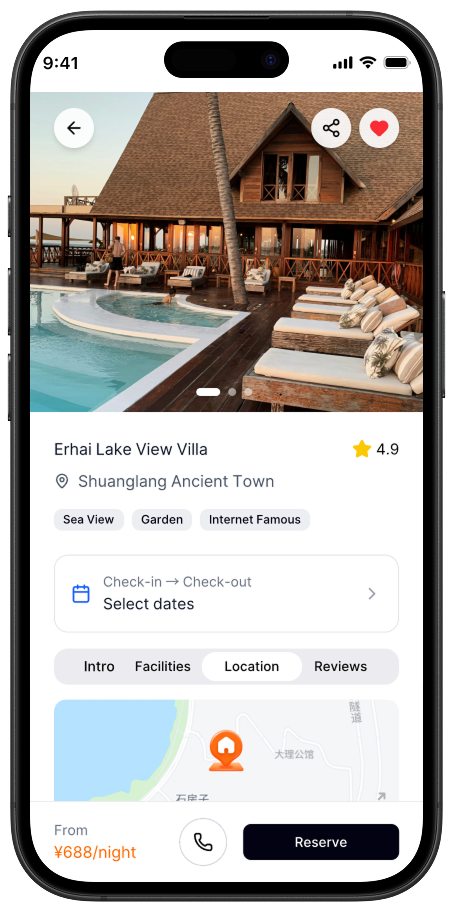 9:41
Erhai Lake View Villa
4.9
Shuanglang Ancient Town
Sea View Garden Internet Famous
Check-in → Check-out
Select dates
Intro Facilities Location Reviews
隧道
大理公馆
石房子
From
¥688/night
Reserve